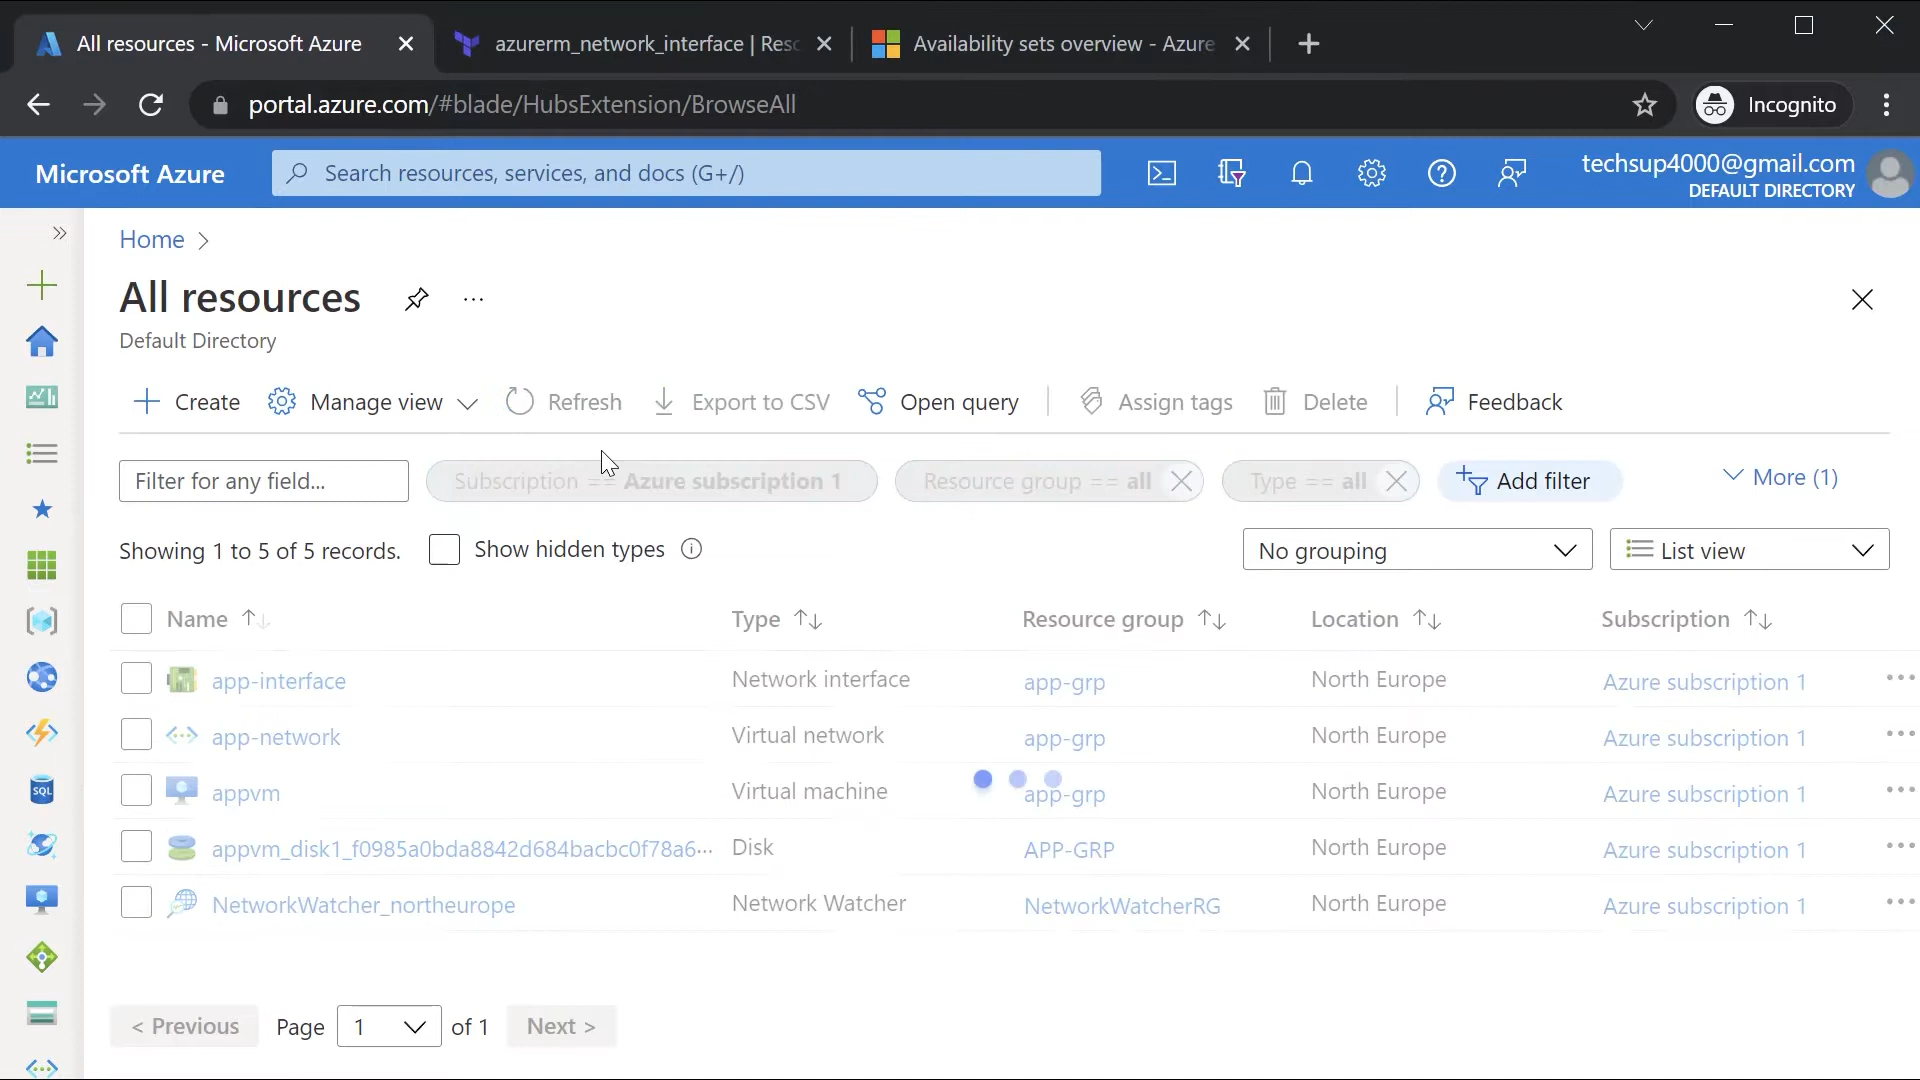 All resources - Microsoft Azure
azurerm_network_interface | Resc
Availability sets overview - Azure
portal.azure.com/#blade/HubsExtension/BrowseAll
Incognito
Microsoft Azure
Search resources, services, and docs (G+/)
techsup4000@gmail.com
DEFAULT DIRECTORY
Home
All resources
Default Directory
Create
Manage view
Refresh
Export to CSV
Open query
Assign tags
Delete
Feedback
Filter for any field...
Subscription == Azure subscription 1
Resource group == all
Type == all
Add filter
More (1)
Showing 1 to 5 of 5 records.
Show hidden types
No grouping
List view
Name Type Resource group Location Subscription
app-interface Network interface app-grp North Europe Azure subscription 1
app-network Virtual network app-grp North Europe Azure subscription 1
appvm Virtual machine app-grp North Europe Azure subscription 1
appvm_disk1_f0985a0bda8842d684bacbc0f78a6... Disk APP-GRP North Europe Azure subscription 1
NetworkWatcher_northeurope Network Watcher NetworkWatcherRG North Europe Azure subscription 1
< Previous Page 1 of 1 Next >
SQL